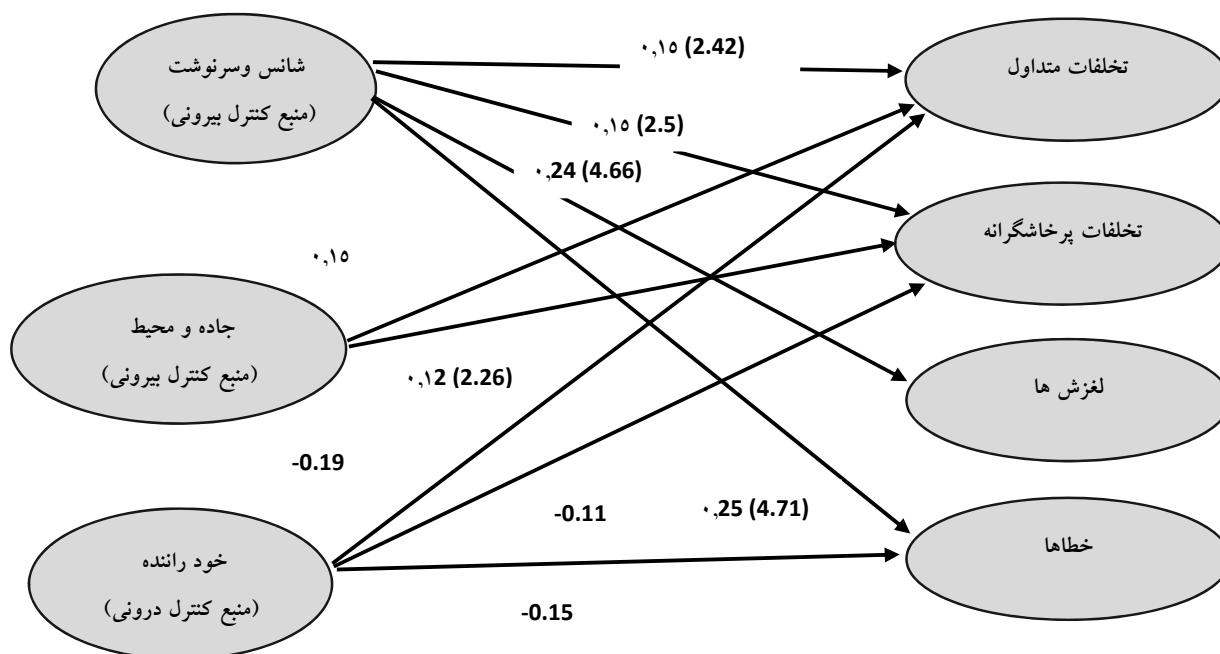 ۰,۱۵ (2.42)
شانس وسرنوشت
(منبع کنترل بیرونی)
تخلفات متداول
۰,۱۵ (2.5)
۰,24 (4.66)
تخلفات پرخاشگرانه
۰,۱۵
جاده و محیط
(منبع کنترل بیرونی)
۰,۱2 (2.26)
لغزش ها
-0.19
-0.11
۰,25 (4.71)
خطاها
خود راننده
(منبع کنترل درونی)
-0.15